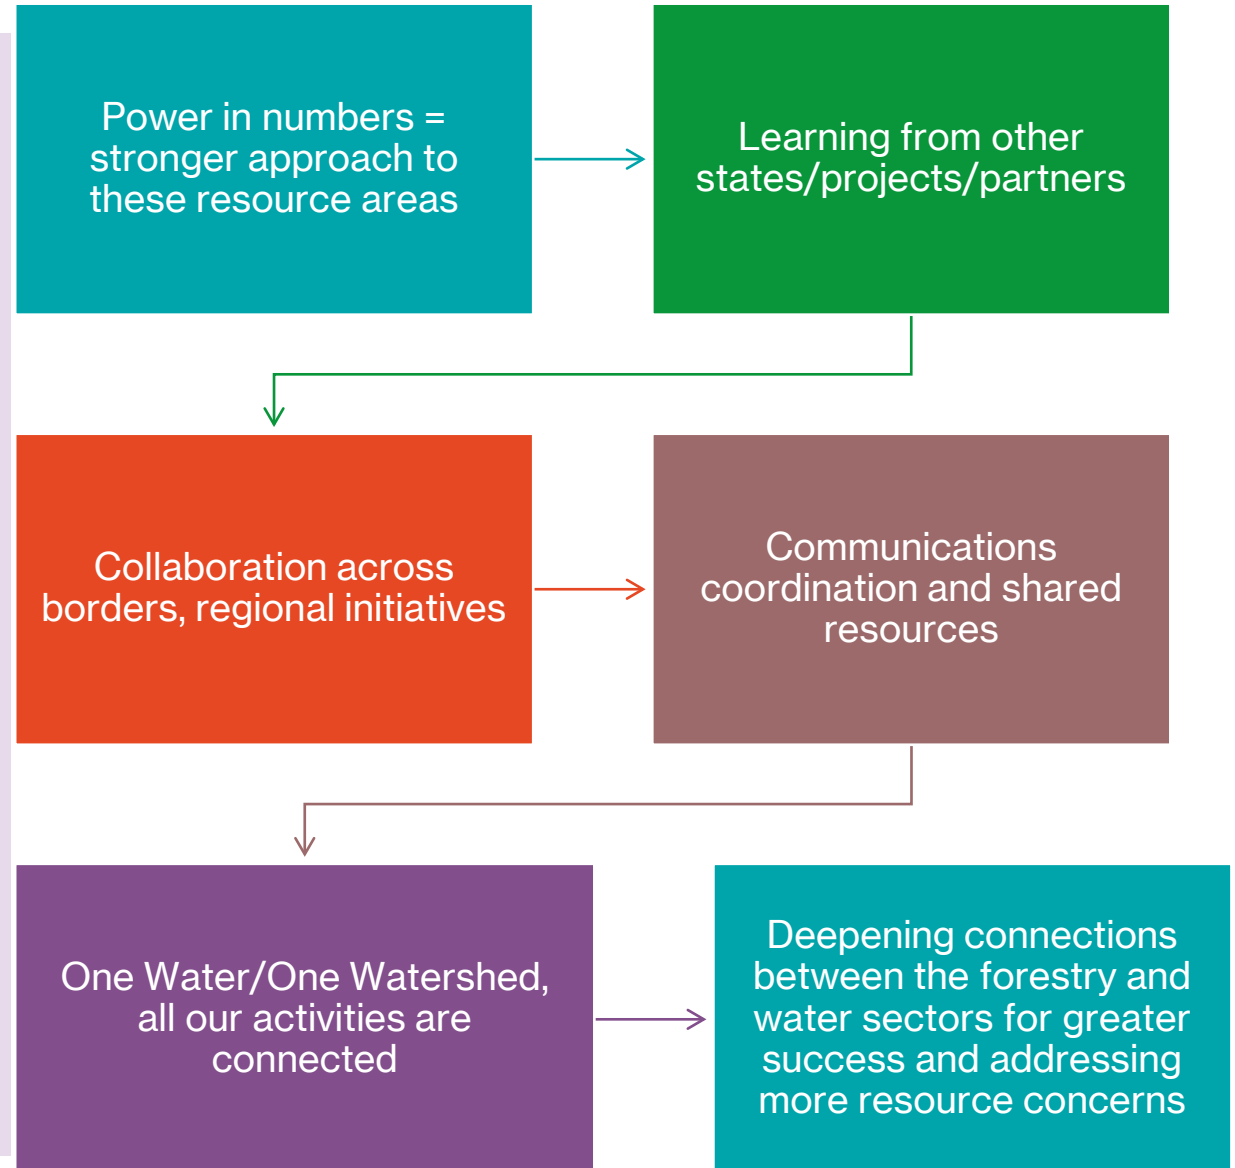 Power in numbers =
stronger approach to
these resource areas
Learning from other
states/projects/partners
Collaboration across
borders, regional initiatives
Communications
coordination and shared
resources
One Water/One Watershed,
all our activities are
connected
Deepening connections
between the forestry and
water sectors for greater
success and addressing
more resource concerns